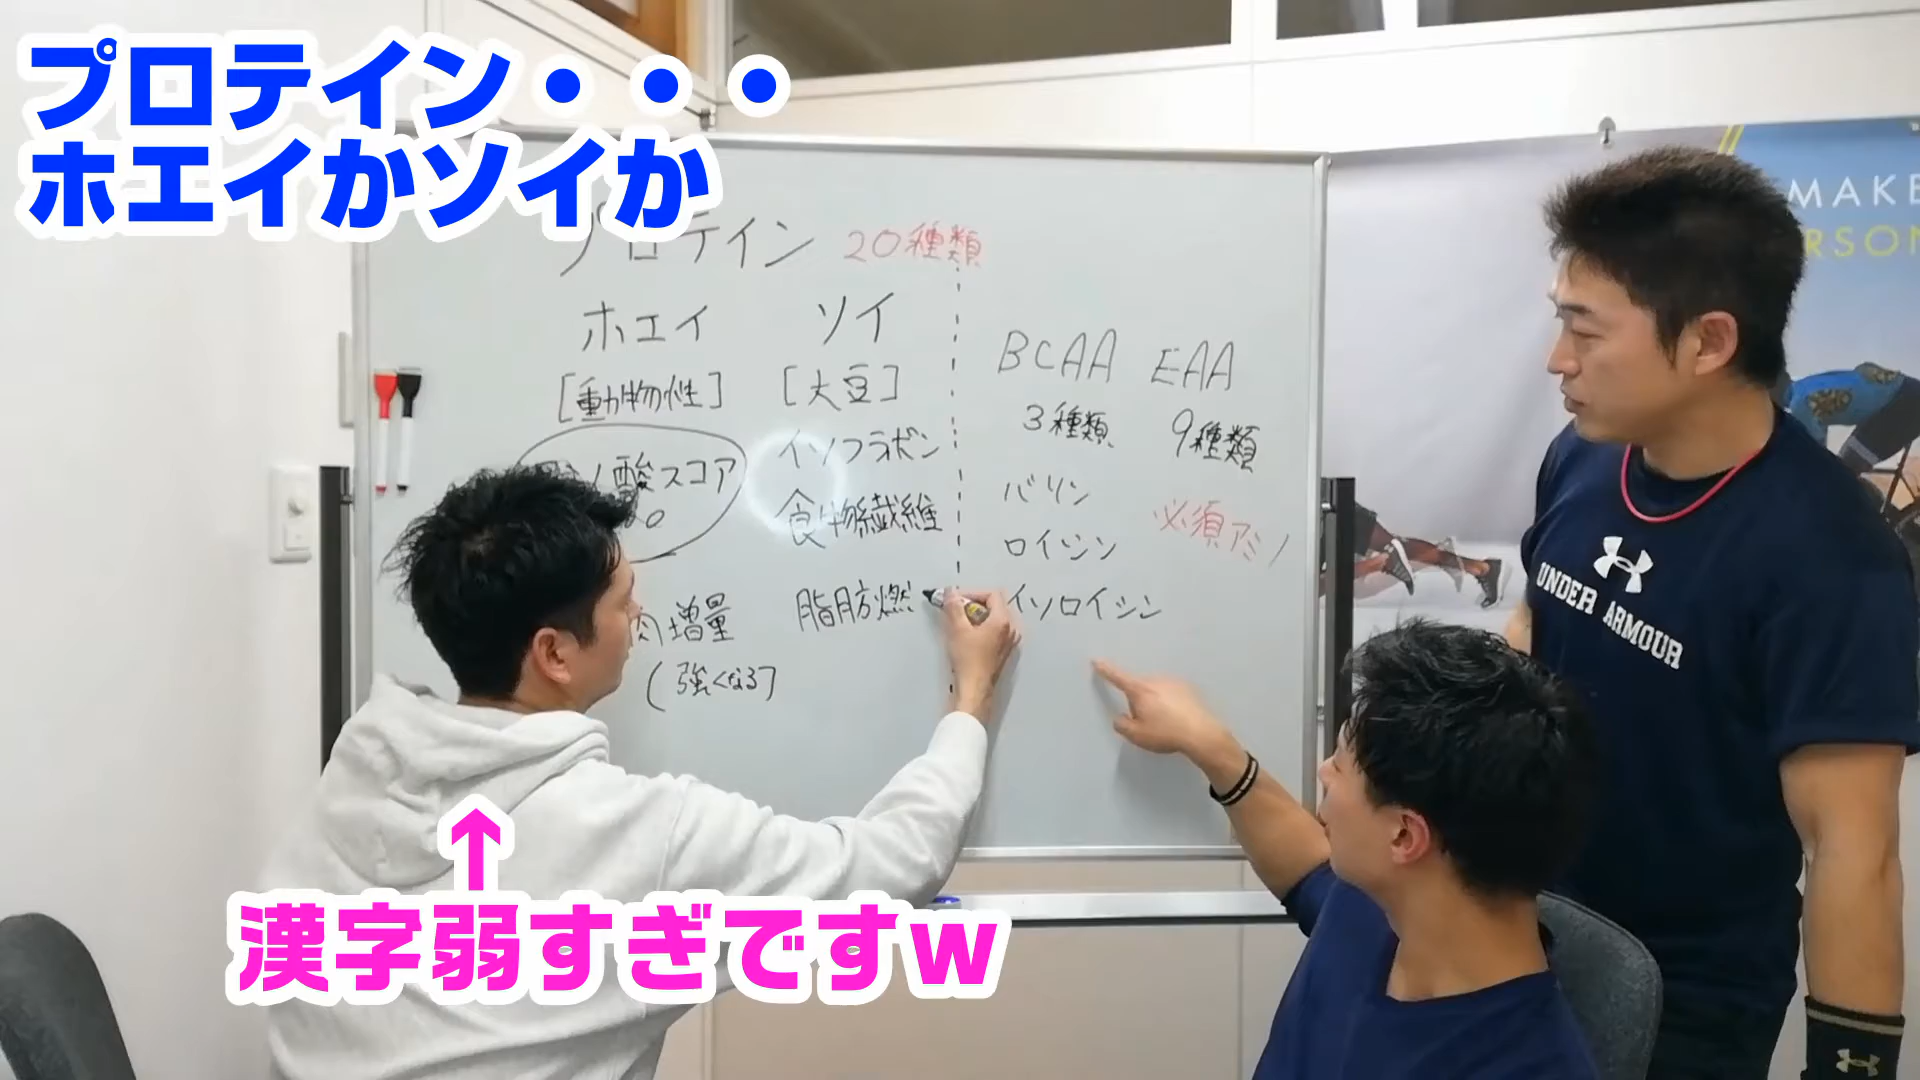 プロテイン・・・
ホエイかソイか
プロテイン 20種類
ホエイ
[動物性]
酸スコア
肉増量
(強くなる)
ソイ
[大豆]
イソフラボン
食物繊維
脂肪燃
BCAA
3種類
バリン
ロイシン
イソロイシン
EAA
9種類
必須アミノ
MAKE
RSON
UNDER ARMOUR
漢字弱すぎですw